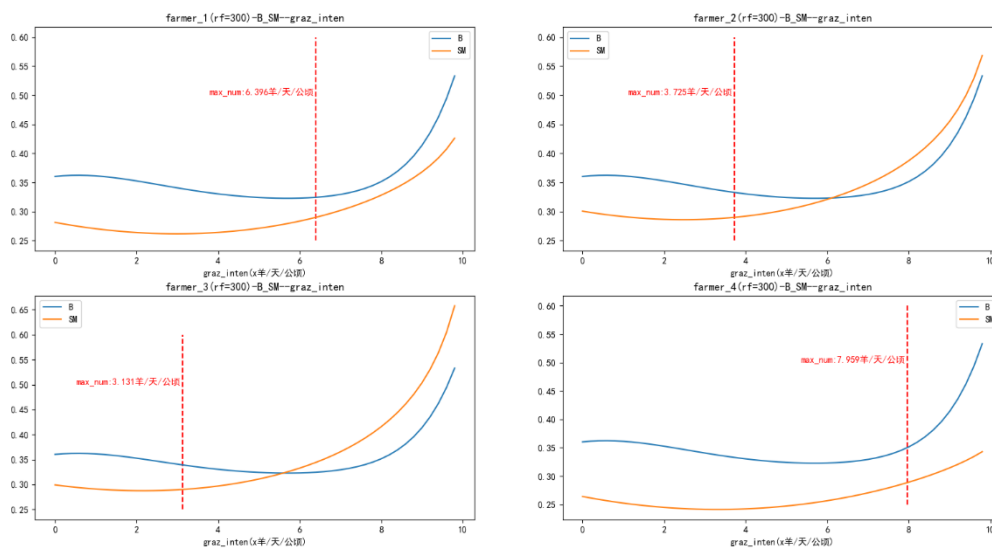 farmer_1(rf=300)-B_SM--graz_inten
0.60
0.55
0.50
0.45
0.40
0.35
0.30
0.25
B
SM
max_num:6.396羊/天/公顷
0 2 4 6 8 10
graz_inten(x羊/天/公顷)
farmer_2(rf=300)-B_SM--graz_inten
0.60
0.55
0.50
0.45
0.40
0.35
0.30
0.25
B
SM
max_num:3.725羊/天/公顷
0 2 4 6 8 10
graz_inten(x羊/天/公顷)
farmer_3(rf=300)-B_SM--graz_inten
0.65
0.60
0.55
0.50
0.45
0.40
0.35
0.30
0.25
B
SM
max_num:3.131羊/天/公顷
0 2 4 6 8 10
graz_inten(x羊/天/公顷)
farmer_4(rf=300)-B_SM--graz_inten
0.60
0.55
0.50
0.45
0.40
0.35
0.30
0.25
B
SM
max_num:7.959羊/天/公顷
0 2 4 6 8 10
graz_inten(x羊/天/公顷)